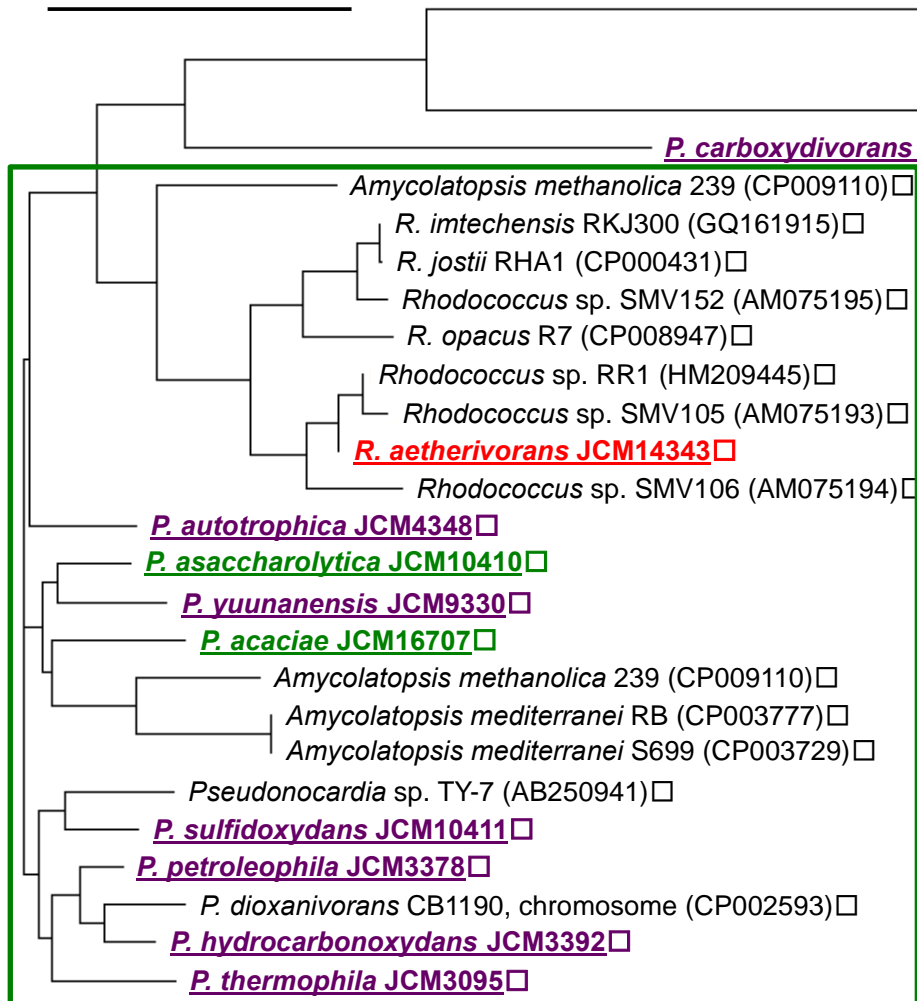 P. carboxydivorans
Amycolatopsis methanolica 239 (CP009110)□
R. imtechensis RKJ300 (GQ161915)□
R. jostii RHA1 (CP000431)□
Rhodococcus sp. SMV152 (AM075195)□
R. opacus R7 (CP008947)□
Rhodococcus sp. RR1 (HM209445)□
Rhodococcus sp. SMV105 (AM075193)□
R. aetherivorans JCM14343□
Rhodococcus sp. SMV106 (AM075194)□
P. autotrophica JCM4348□
P. asaccharolytica JCM10410□
P. yuunanensis JCM9330□
P. acaciae JCM16707□
Amycolatopsis methanolica 239 (CP009110)□
Amycolatopsis mediterranei RB (CP003777)□
Amycolatopsis mediterranei S699 (CP003729)□
Pseudonocardia sp. TY-7 (AB250941)□
P. sulfidoxydans JCM10411□
P. petroleophila JCM3378□
P. dioxanivorans CB1190, chromosome (CP002593)□
P. hydrocarbonoxydans JCM3392□
P. thermophila JCM3095□